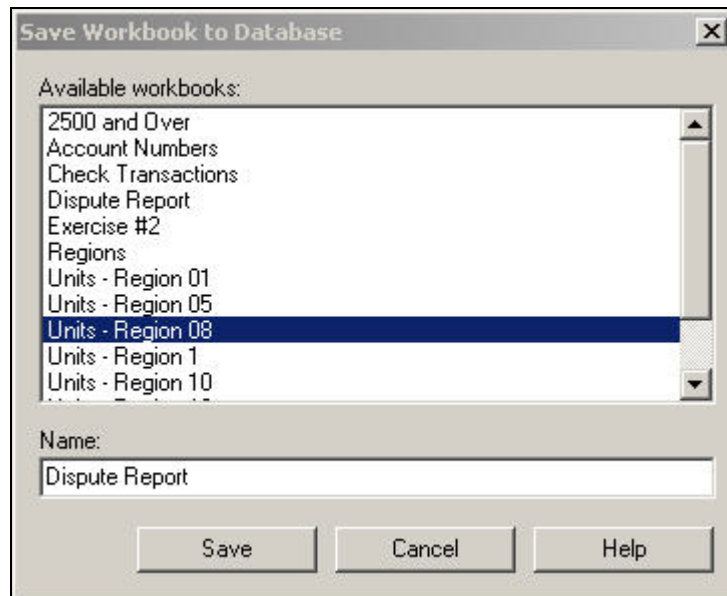 Save Workbook to Database
Available workbooks:
2500 and Over
Account Numbers
Check Transactions
Dispute Report
Exercise #2
Regions
Units - Region 01
Units - Region 05
Units - Region 08
Units - Region 1
Units - Region 10
Name:
Dispute Report
Save Cancel Help